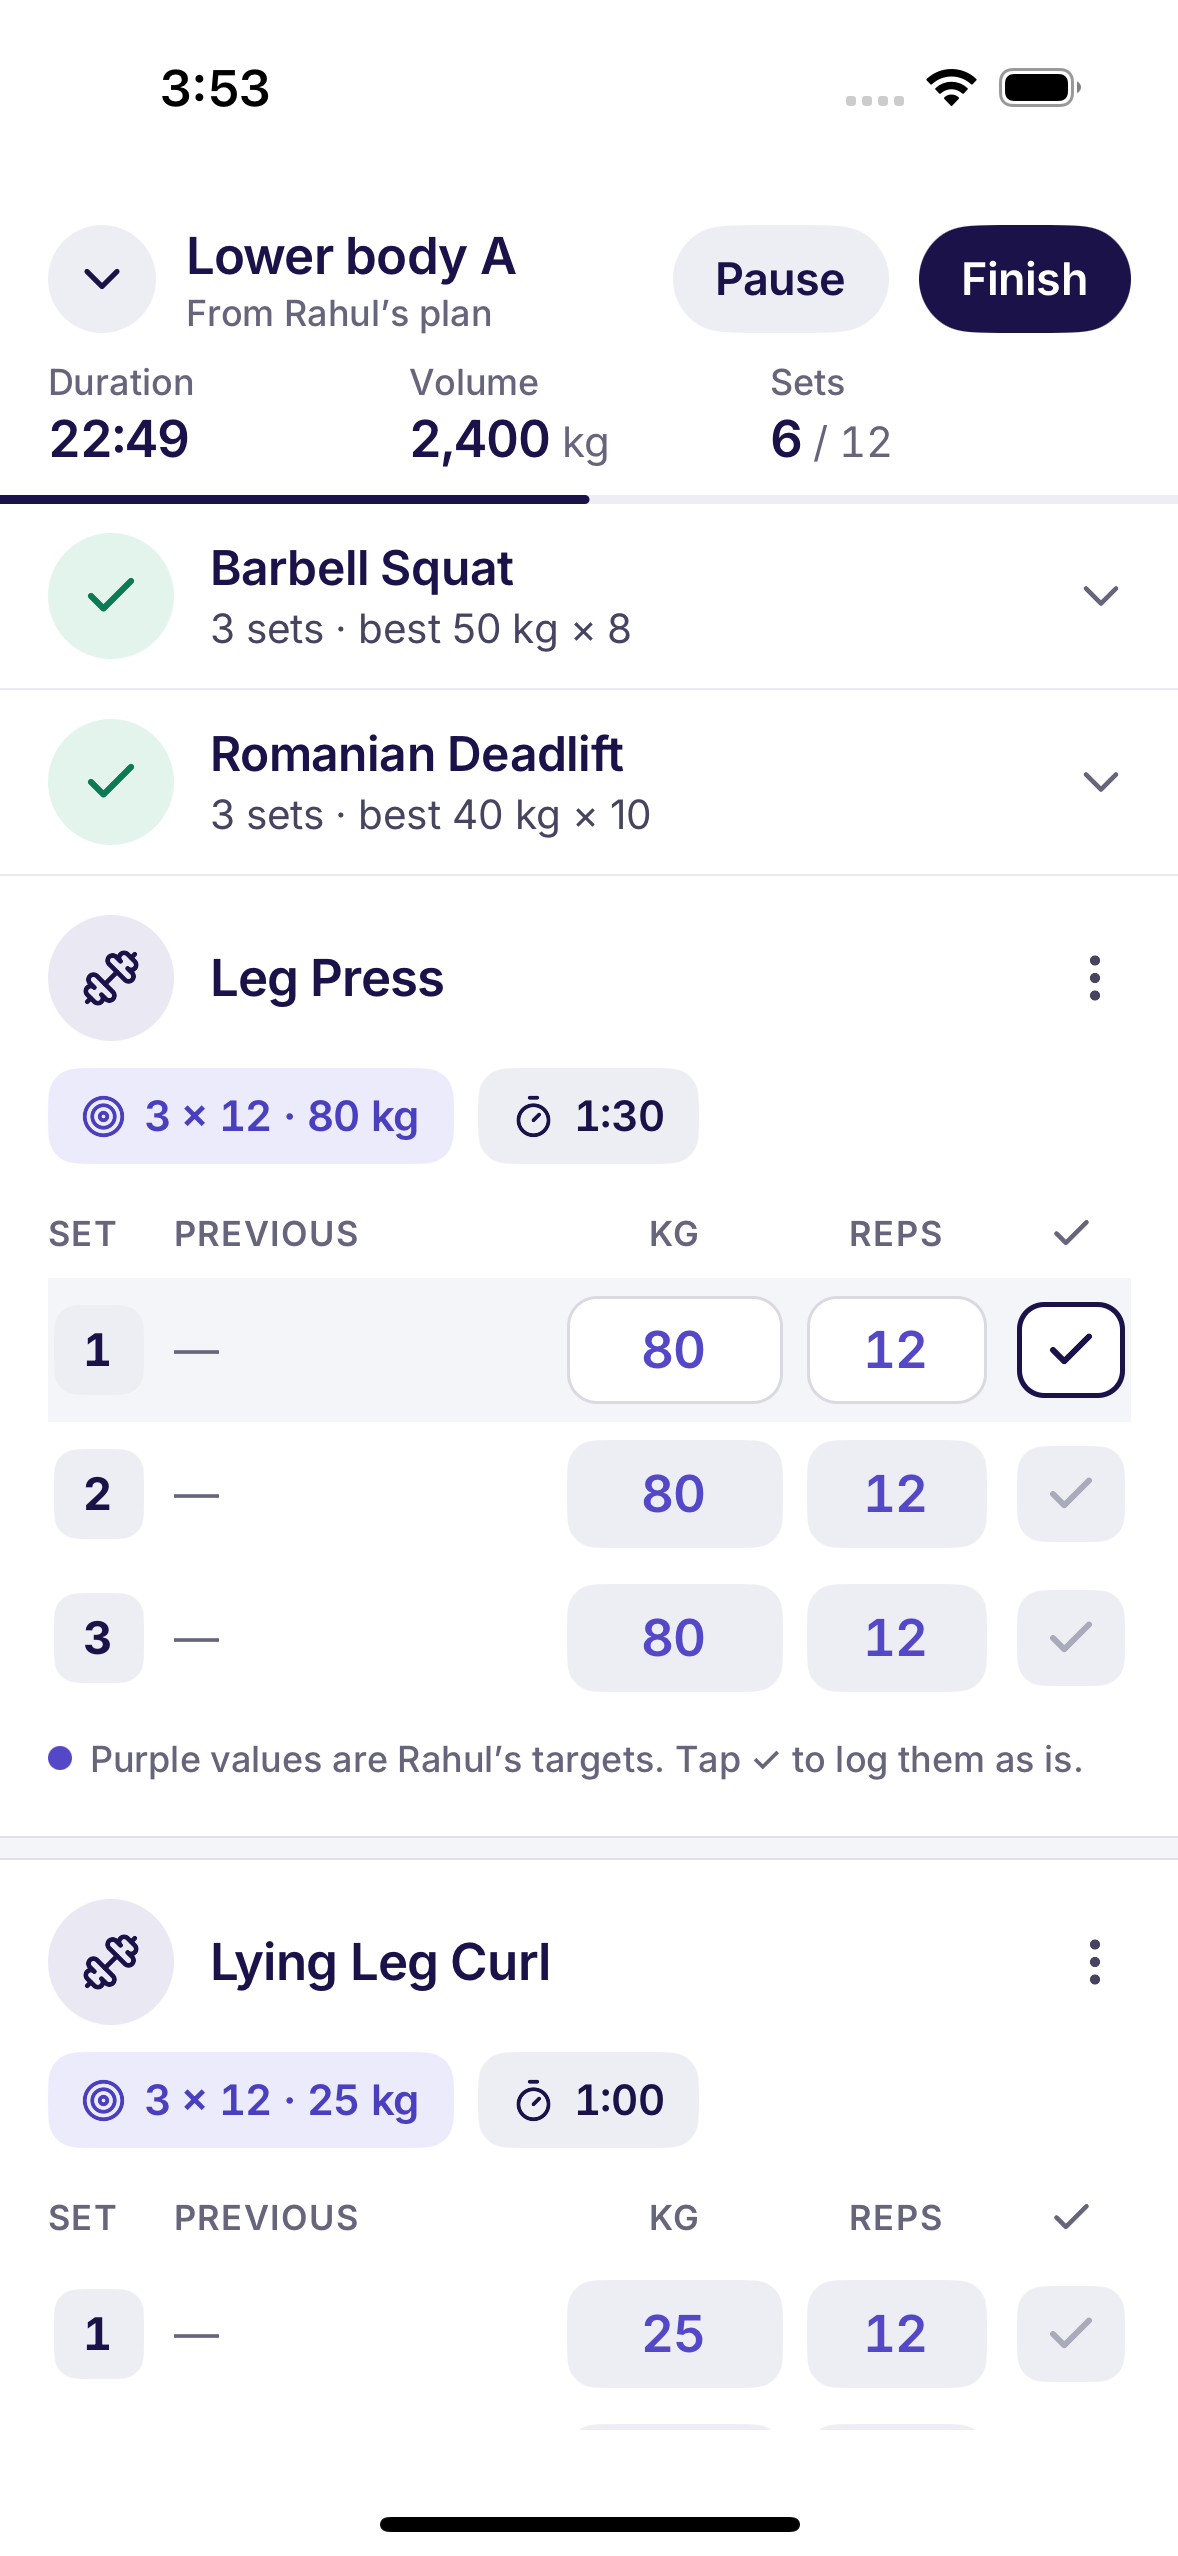 3:53
Lower body A
From Rahul’s plan
Pause
Finish
Duration
Volume
Sets
22:49
2,400 kg
6 / 12
Barbell Squat
3 sets · best 50 kg × 8
Romanian Deadlift
3 sets · best 40 kg × 10
Leg Press
3 × 12 · 80 kg
1:30
SET PREVIOUS KG REPS ✓
1 — 80 12 ✓
2 — 80 12 ✓
3 — 80 12 ✓
Purple values are Rahul’s targets. Tap ✓ to log them as is.
Lying Leg Curl
3 × 12 · 25 kg
1:00
SET PREVIOUS KG REPS ✓
1 — 25 12 ✓